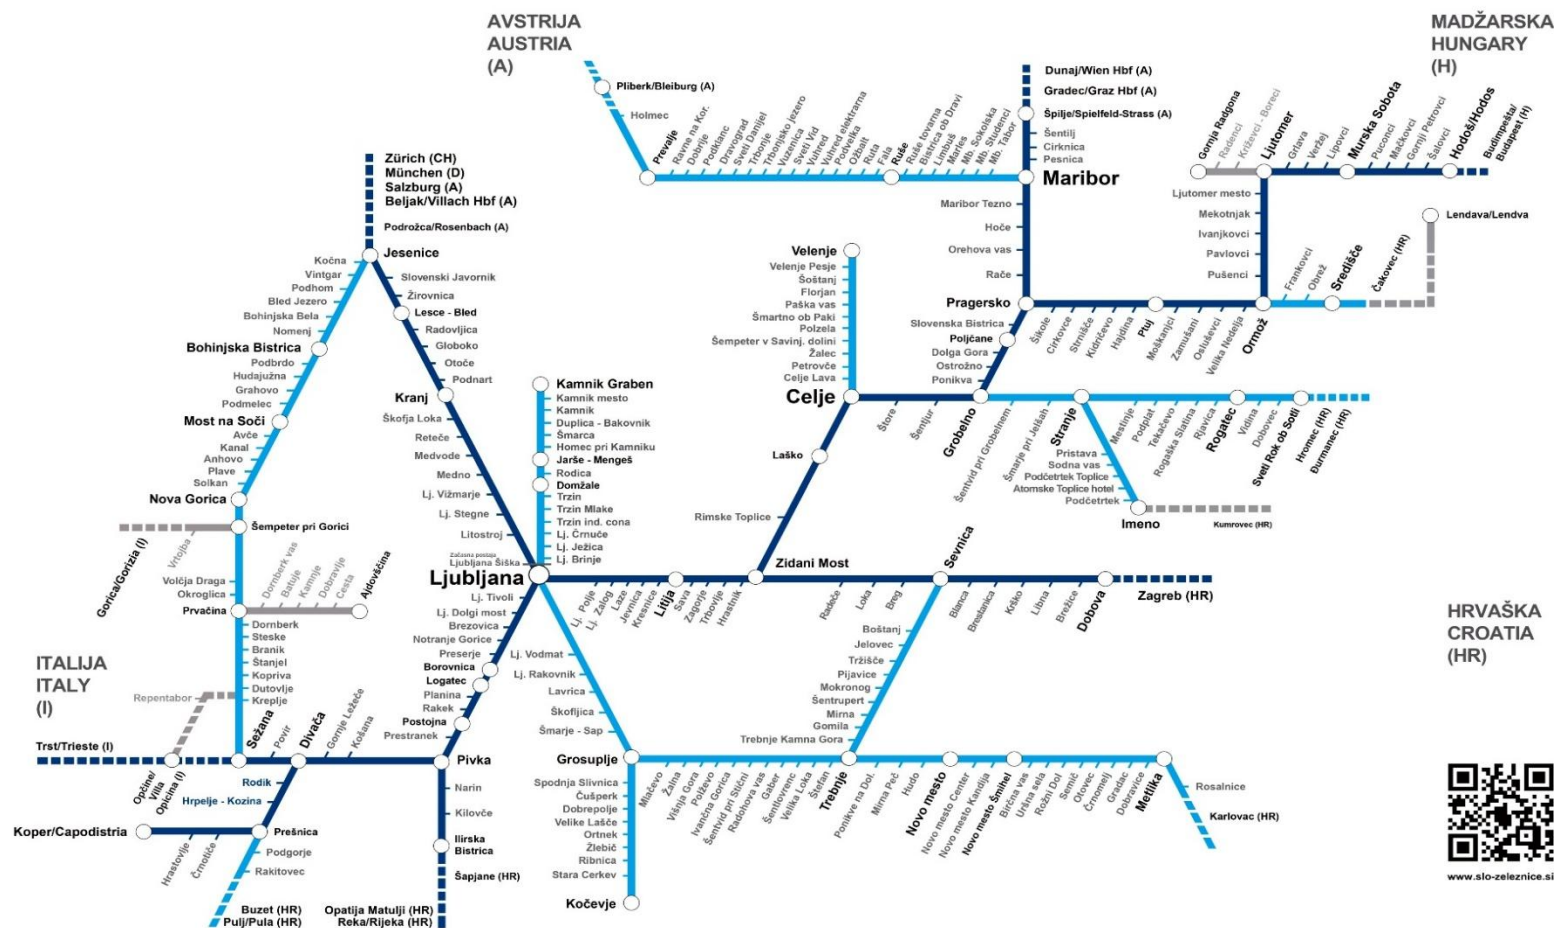 AVSTRIJA
AUSTRIA
(A)
MADŽARSKA
HUNGARY
(H)
Pliberk/Bleiburg (A)
Holmec
Prevalje
Ravne na Kor.
Dobrije
Podklanc
Dravograd
Sveti Danijel
Trbonje
Trbonjsko jezero
Vuzenica
Sveti Vid
Vuhred
Vuhred elektrarna
Podvelka
Ožbalt
Ruta
Fala
Ruše
Ruše tovarna
Bistrica ob Dravi
Limbuš
Marles
Mb. Sokolska
Mb. Studenci
Mb. Tabor
Dunaj/Wien Hbf (A)
Gradec/Graz Hbf (A)
Špilje/Spielfeld-Strass (A)
Šentilj
Cirknica
Pesnica
Maribor
Maribor Tezno
Hoče
Orehova vas
Rače
Pragersko
Gornja Radgona
Radenci
Križevci - Boreci
Ljutomer
Grlava
Veržej
Lipovci
Murska Sobota
Puconci
Mačkovci
Gornji Petrovci
Šalovci
Hodoš/Hodos
Budimpešta/
Budapest (H)
Ljutomer mesto
Mekotnjak
Ivanjkovci
Pavlovci
Pušenci
Frankovci
Obrež
Središče
Čakovec (HR)
Lendava/Lendva
Šikole
Cirkovce
Strnišče
Kidričevo
Hajdina
Ptuj
Moškanjci
Zamušani
Osluševci
Velika Nedelja
Ormož
Zürich (CH)
München (D)
Salzburg (A)
Beljak/Villach Hbf (A)
Podrožca/Rosenbach (A)
Jesenice
Kočna
Vintgar
Podhom
Bled Jezero
Bohinjska Bela
Nomenj
Bohinjska Bistrica
Podbrdo
Hudajužna
Grahovo
Podmelec
Most na Soči
Avče
Kanal
Anhovo
Plave
Solkan
Nova Gorica
Šempeter pri Gorici
Vrtojba
Gorica/Gorizia (I)
Volčja Draga
Okroglica
Prvačina
Dornberk vas
Batuje
Kamnje
Dobravlje
Cesta
Ajdovščina
Dornberk
Steske
Branik
Štanjel
Kopriva
Dutovlje
Kreplje
Repentabor
Slovenski Javornik
Žirovnica
Lesce - Bled
Radovljica
Globoko
Otoče
Podnart
Kranj
Škofja Loka
Reteče
Medvode
Medno
Lj. Vižmarje
Lj. Stegne
Litostroj
Začasna postaja
Ljubljana Šiška
Ljubljana
Kamnik Graben
Kamnik mesto
Kamnik
Duplica - Bakovnik
Šmarca
Homec pri Kamniku
Jarše - Mengeš
Rodica
Domžale
Trzin
Trzin Mlake
Trzin ind. cona
Lj. Črnuče
Lj. Ježica
Lj. Brinje
Velenje
Velenje Pesje
Šoštanj
Florjan
Paška vas
Šmartno ob Paki
Polzela
Šempeter v Savinj. dolini
Žalec
Petrovče
Celje Lava
Celje
Slovenska Bistrica
Poljčane
Dolga Gora
Ostrožno
Ponikva
Štore
Šentjur
Grobelno
Šentvid pri Grobelnem
Šmarje pri Jelšah
Stranje
Mestinje
Podplat
Tekačevo
Rogaška Slatina
Rjavica
Rogatec
Vidina
Dobovec
Sveti Rok ob Sotli
Hromec (HR)
Đurmanec (HR)
Pristava
Sodna vas
Podčetrtek Toplice
Atomske Toplice hotel
Podčetrtek
Imeno
Kumrovec (HR)
Laško
Rimske Toplice
Zidani Most
Lj. Polje
Lj. Zalog
Laze
Jevnica
Kresnice
Litija
Sava
Zagorje
Trbovlje
Hrastnik
Radeče
Loka
Breg
Sevnica
Blanca
Brestanica
Krško
Libna
Brežice
Dobova
Zagreb (HR)
Boštanj
Jelovec
Tržišče
Pijavice
Mokronog
Šentrupert
Mirna
Gomila
Trebnje Kamna Gora
Lj. Tivoli
Lj. Dolgi most
Brezovica
Notranje Gorice
Preserje
Borovnica
Logatec
Planina
Rakek
Postojna
Prestranek
Pivka
Lj. Vodmat
Lj. Rakovnik
Lavrica
Škofljica
Šmarje - Sap
Grosuplje
Spodnja Slivnica
Čušperk
Dobrepolje
Velike Lašče
Ortnek
Žlebič
Ribnica
Stara Cerkev
Kočevje
Mlačevo
Žalna
Višnja Gora
Polževo
Ivančna Gorica
Šentvid pri Stični
Radohova vas
Gaber
Šentlovrenc
Velika Loka
Štefan
Trebnje
Ponikve na Dol.
Mirna Peč
Hudo
Novo mesto
Novo mesto Center
Novo mesto Kandija
Novo mesto Šmihel
Birčna vas
Uršna sela
Rožni Dol
Semič
Otovec
Črnomelj
Gradac
Dobravice
Metlika
Rosalnice
Karlovac (HR)
HRVAŠKA
CROATIA
(HR)
ITALIJA
ITALY
(I)
Trst/Trieste (I)
Opčine/
Villa
Opicina (I)
Sežana
Povir
Divača
Gornje Ležeče
Košana
Rodik
Hrpelje - Kozina
Prešnica
Koper/Capodistria
Hrastovlje
Črnotiče
Podgorje
Rakitovec
Buzet (HR)
Pulj/Pula (HR)
Narin
Kilovče
Ilirska
Bistrica
Šapjane (HR)
Opatija Matulji (HR)
Reka/Rijeka (HR)
www.slo-zeleznice.si